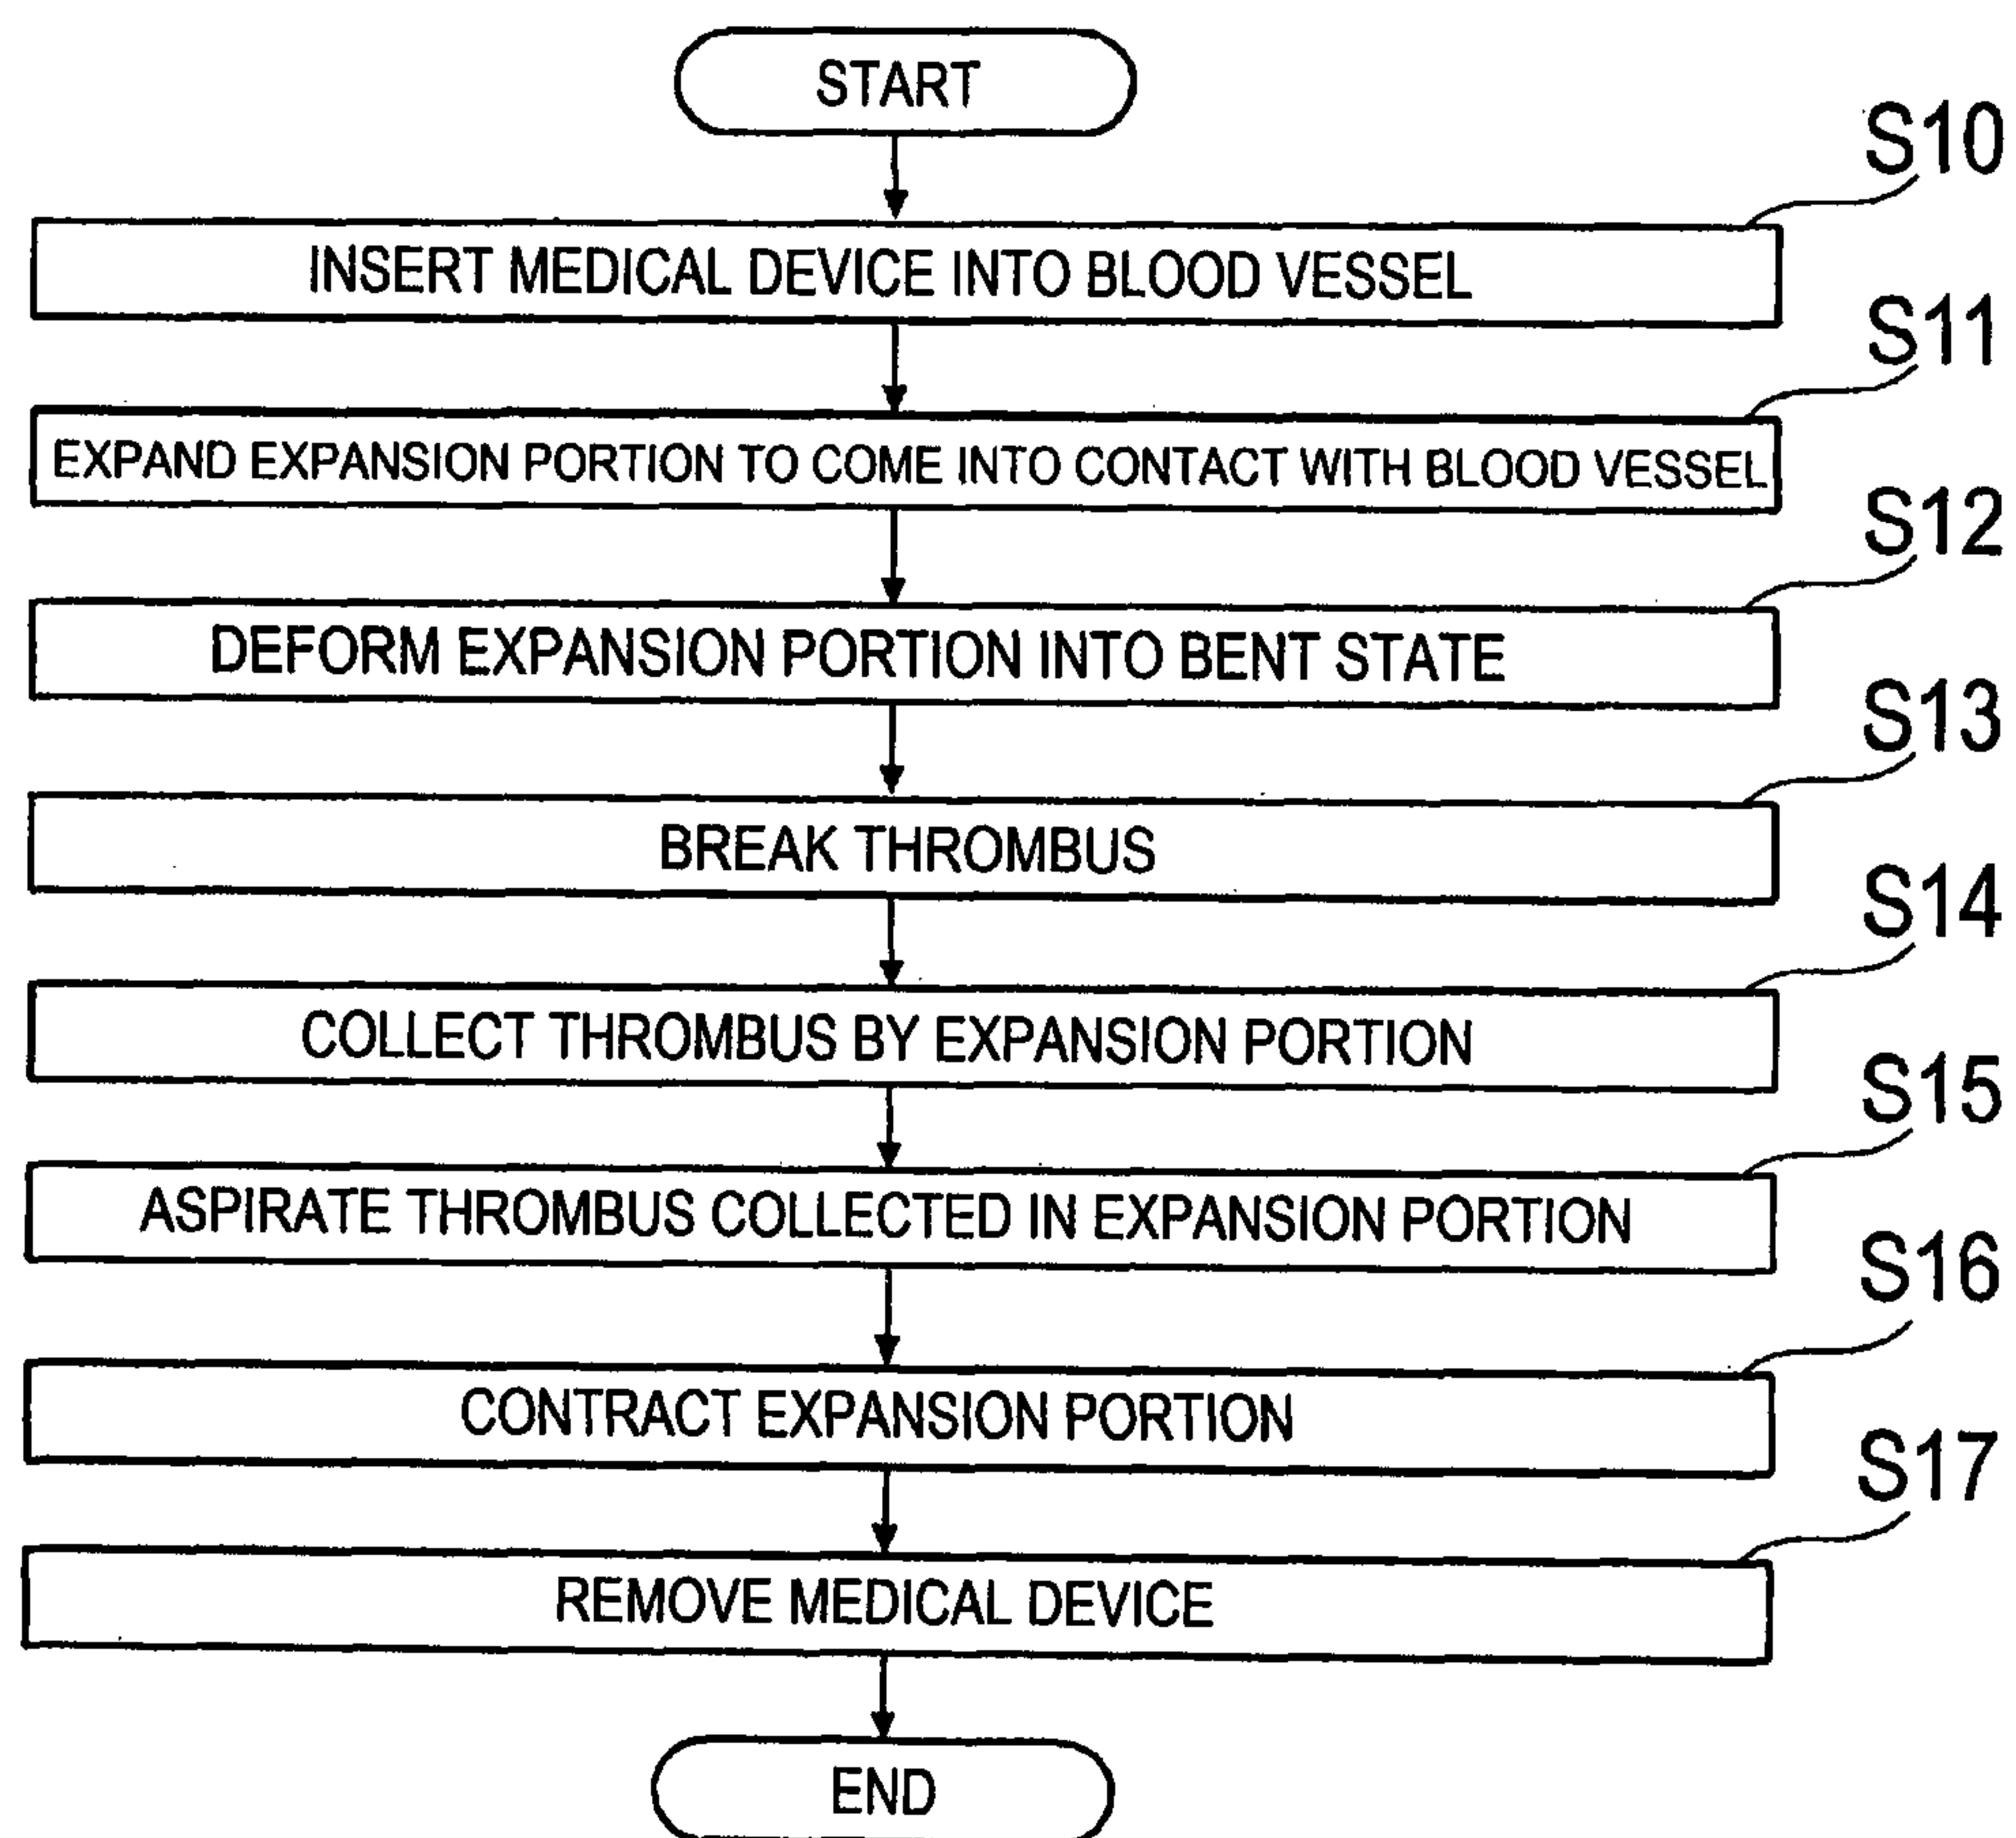 START
S10
INSERT MEDICAL DEVICE INTO BLOOD VESSEL
S11
EXPAND EXPANSION PORTION TO COME INTO CONTACT WITH BLOOD VESSEL
S12
DEFORM EXPANSION PORTION INTO BENT STATE
S13
BREAK THROMBUS
S14
COLLECT THROMBUS BY EXPANSION PORTION
S15
ASPIRATE THROMBUS COLLECTED IN EXPANSION PORTION
S16
CONTRACT EXPANSION PORTION
S17
REMOVE MEDICAL DEVICE
END